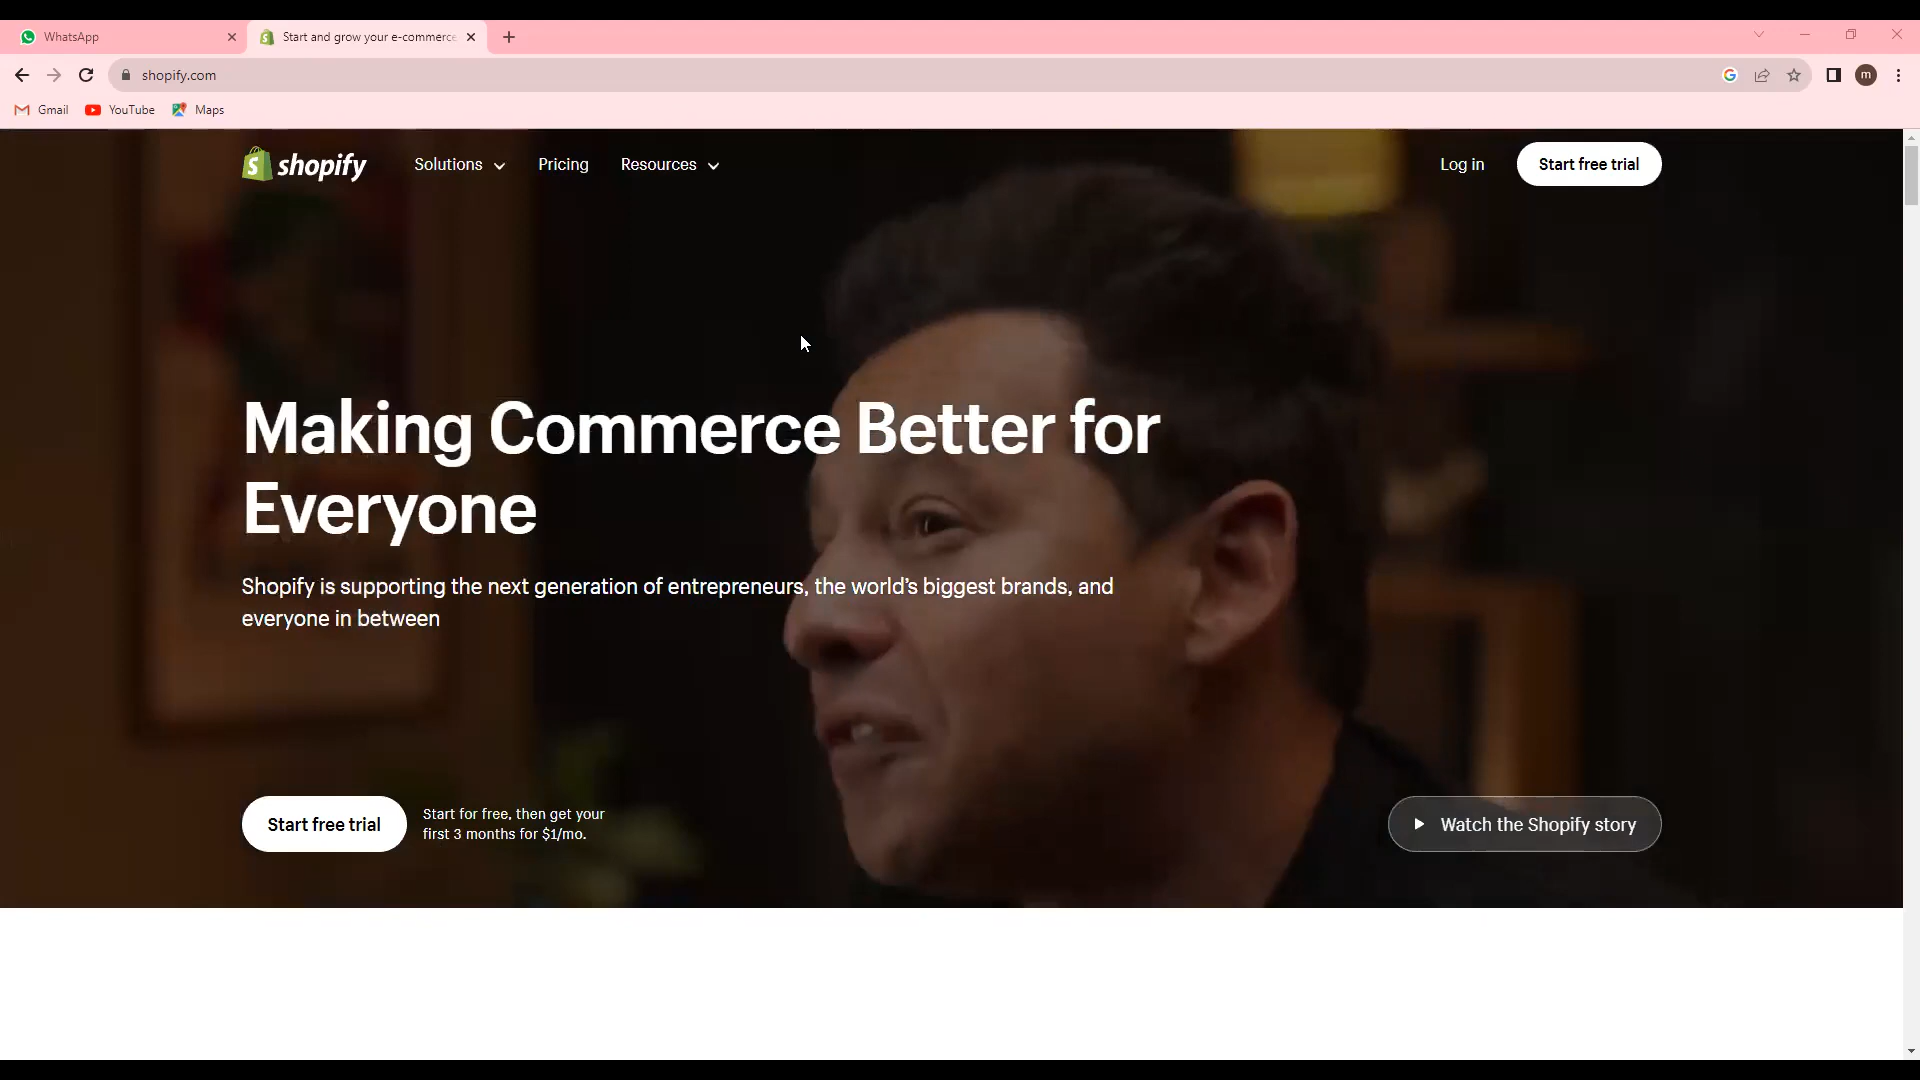 WhatsApp
Start and grow your e-commerce
shopify.com
Gmail
YouTube
Maps
shopify
Solutions
Pricing
Resources
Log in
Start free trial
Making Commerce Better for
Everyone
Shopify is supporting the next generation of entrepreneurs, the world's biggest brands, and
everyone in between
Start free trial
Start for free, then get your
first 3 months for $1/mo.
Watch the Shopify story
m